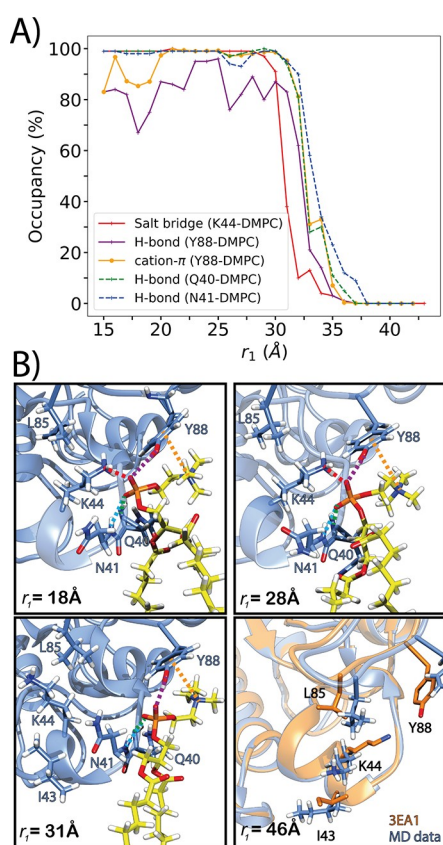 A)
100
80
60
40
20
0
Occupancy (%)
Salt bridge (K44-DMPC)
H-bond (Y88-DMPC)
cation-π (Y88-DMPC)
H-bond (Q40-DMPC)
H-bond (N41-DMPC)
15 20 25 30 35 40
r₁ (Å)
B)
L85
Y88
K44
Q40
N41
r₁= 18Å
L85
Y88
K44
Q40
N41
r₁= 28Å
L85
Y88
K44
N41
Q40
I43
r₁= 31Å
L85
Y88
K44
I43
3EA1
MD data
r₁= 46Å